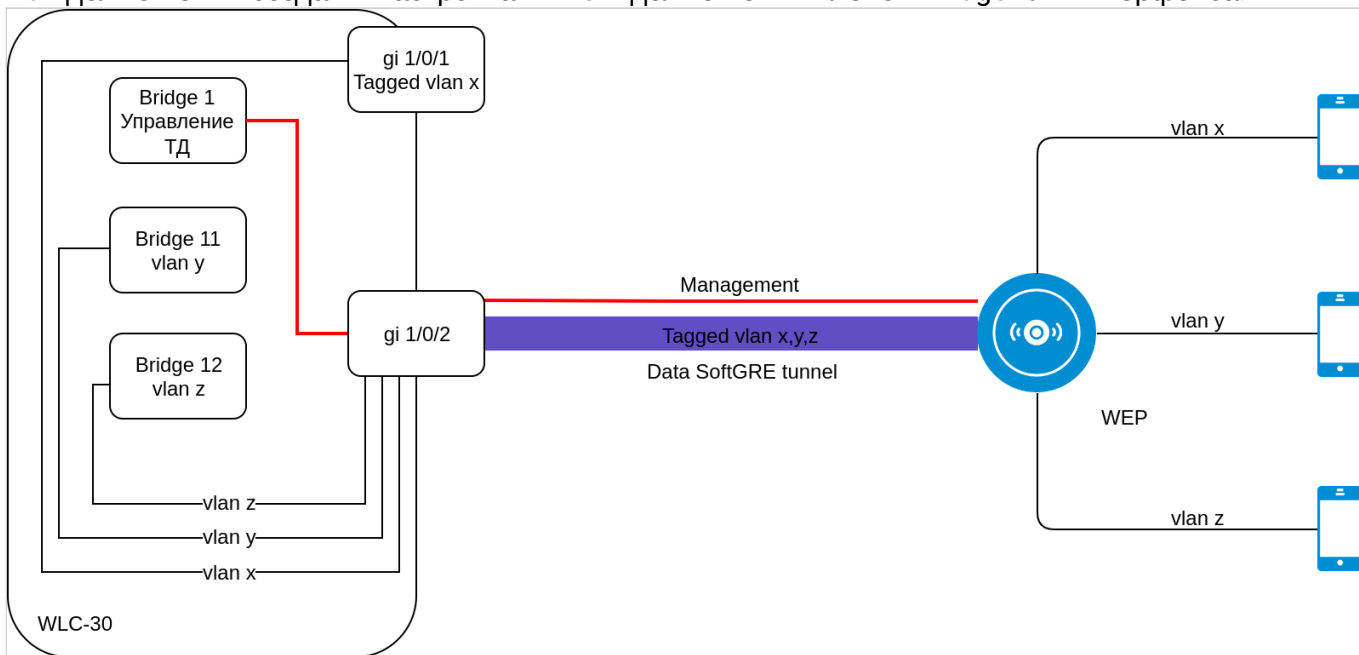 gi 1/0/1
Tagged vlan x
Bridge 1
Управление
ТД
Bridge 11
vlan y
Bridge 12
vlan z
gi 1/0/2
vlan z
vlan y
vlan x
WLC-30
Management
Tagged vlan x,y,z
Data SoftGRE tunnel
WEP
vlan x
vlan y
vlan z